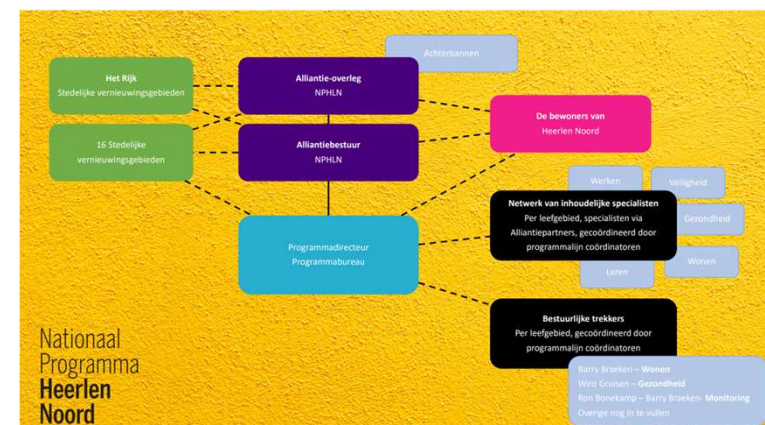 Achterbannen
Het Rijk
Stedelijke vernieuwingsgebieden
Alliantie-overleg
NPHLN
De bewoners van
Heerlen Noord
16 Stedelijke
vernieuwingsgebieden
Alliantiebestuur
NPHLN
Werken
Veiligheid
Netwerk van inhoudelijke specialisten
Per leefgebied, specialisten via
Alliantiepartners, gecoördineerd door
programmalijn coördinatoren
Gezondheid
Programmadirecteur
Programmabureau
Wonen
Leren
Bestuurlijke trekkers
Per leefgebied, gecoördineerd door
programmalijn coördinatoren
Barry Braeken – Wonen
Wiro Gruisen – Gezondheid
Ron Bonekamp – Barry Braeken- Monitoring
Overige nog in te vullen
Nationaal
Programma
Heerlen
Noord